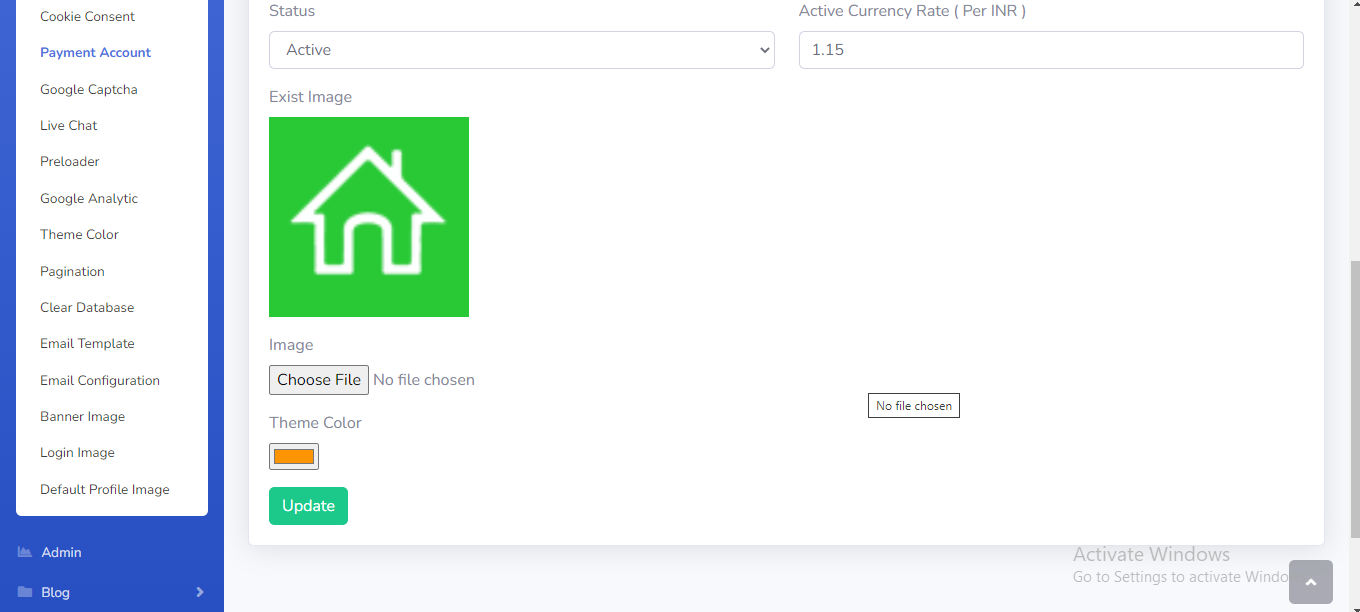 Cookie Consent
Payment Account
Google Captcha
Live Chat
Preloader
Google Analytic
Theme Color
Pagination
Clear Database
Email Template
Email Configuration
Banner Image
Login Image
Default Profile Image
Admin
Blog
Status
Active Currency Rate ( Per INR )
Active
1.15
Exist Image
Image
Choose File No file chosen
No file chosen
Theme Color
Update
Activate Windows
Go to Settings to activate Windo